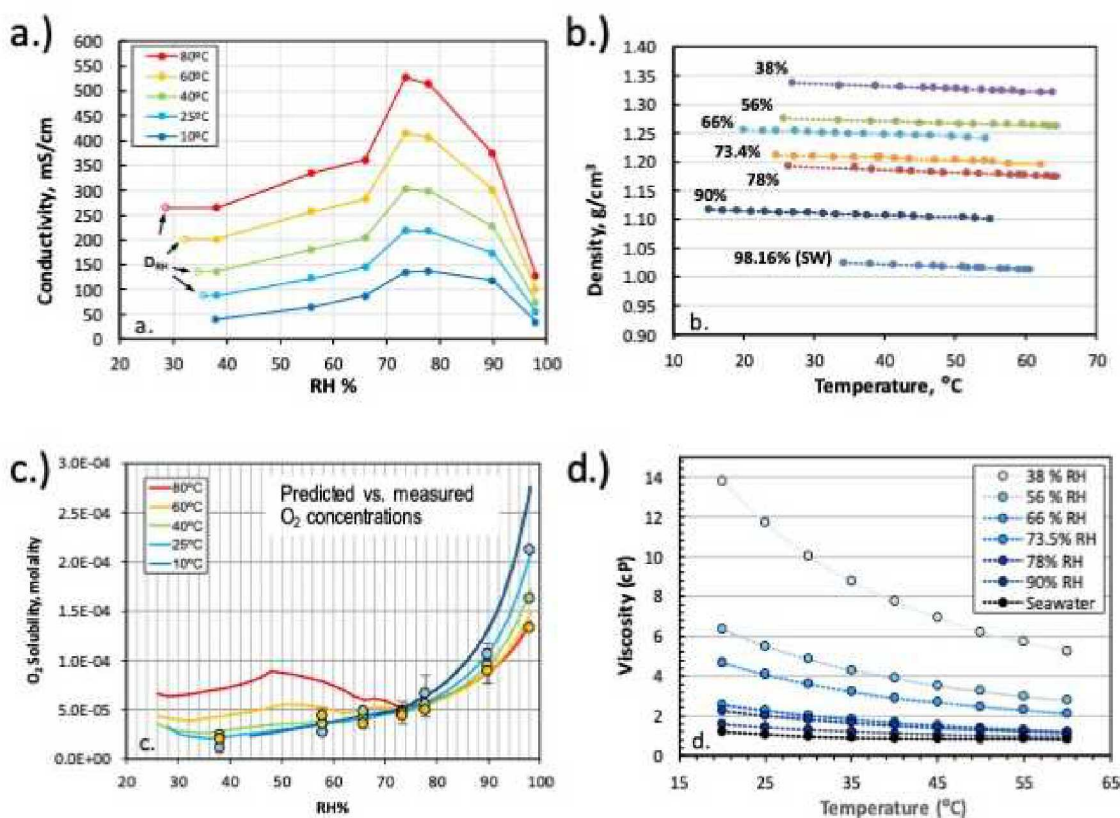 a.)
600
550
500
450
400
350
300
250
200
150
100
50
0
Conductivity, mS/cm
80ºC
60ºC
40ºC
25ºC
10ºC
D_RH
a.
20 30 40 50 60 70 80 90 100
RH %
b.)
1.40
1.35
1.30
1.25
1.20
1.15
1.10
1.05
1.00
0.95
0.90
Density, g/cm³
38%
56%
66%
73.4%
78%
90%
98.16% (SW)
b.
10 20 30 40 50 60 70
Temperature, ºC
c.)
3.0E-04
2.5E-04
2.0E-04
1.5E-04
1.0E-04
5.0E-05
0.0E+00
O₂ Solubility, molality
80ºC
60ºC
40ºC
25ºC
10ºC
Predicted vs. measured
O₂ concentrations
c.
20 30 40 50 60 70 80 90 100
RH%
d.)
14
12
10
8
6
4
2
0
Viscosity (cP)
38 % RH
56 % RH
66 % RH
73.5% RH
78% RH
90% RH
Seawater
d.
15 25 35 45 55 65
Temperature (ºC)